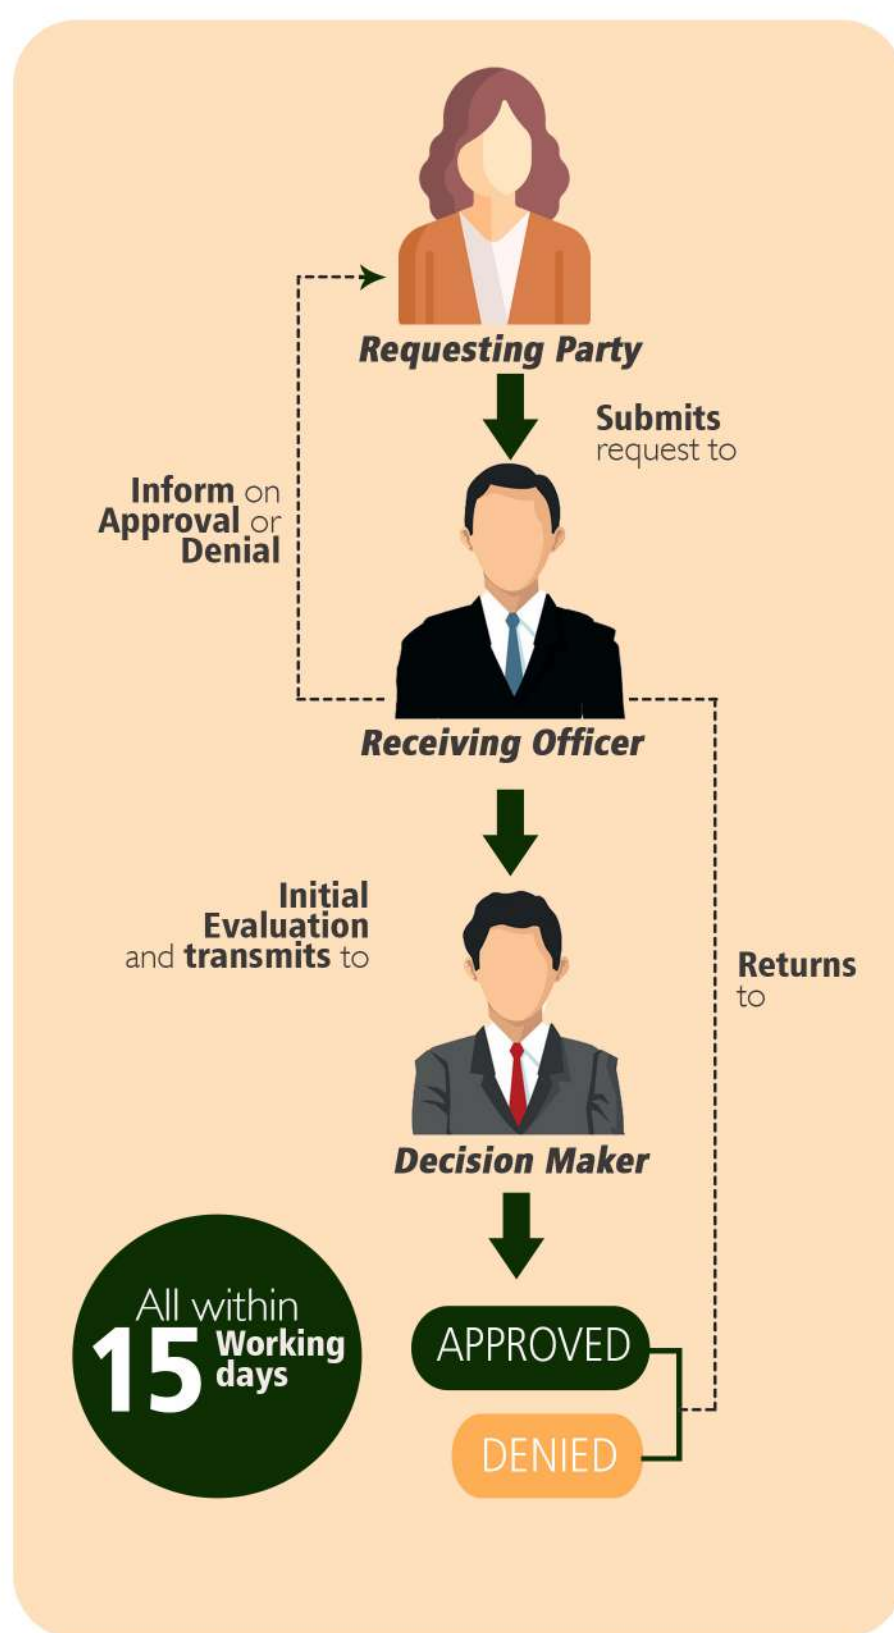 Requesting Party
Submits
request to
Inform on
Approval or
Denial
Receiving Officer
Initial
Evaluation
and transmits to
Returns
to
Decision Maker
All within
15 Working
days
APPROVED
DENIED